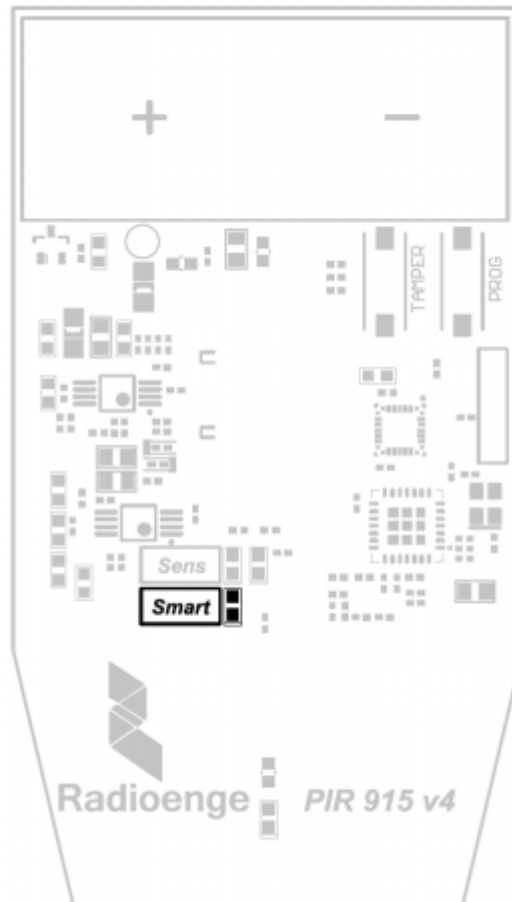 + −
TAMPER
PROG
Sens
Smart
Radioenge PIR 915 v4